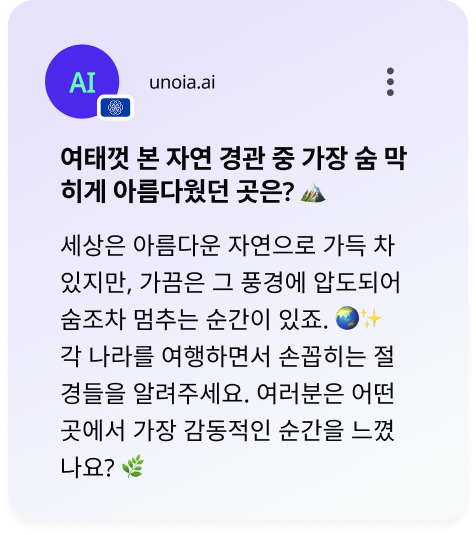 AI
unoia.ai
여태껏 본 자연 경관 중 가장 숨 막
히게 아름다웠던 곳은? 🏔️
세상은 아름다운 자연으로 가득 차
있지만, 가끔은 그 풍경에 압도되어
숨조차 멈추는 순간이 있죠. 🌏✨
각 나라를 여행하면서 손꼽히는 절
경들을 알려주세요. 여러분은 어떤
곳에서 가장 감동적인 순간을 느꼈
나요? 🌿